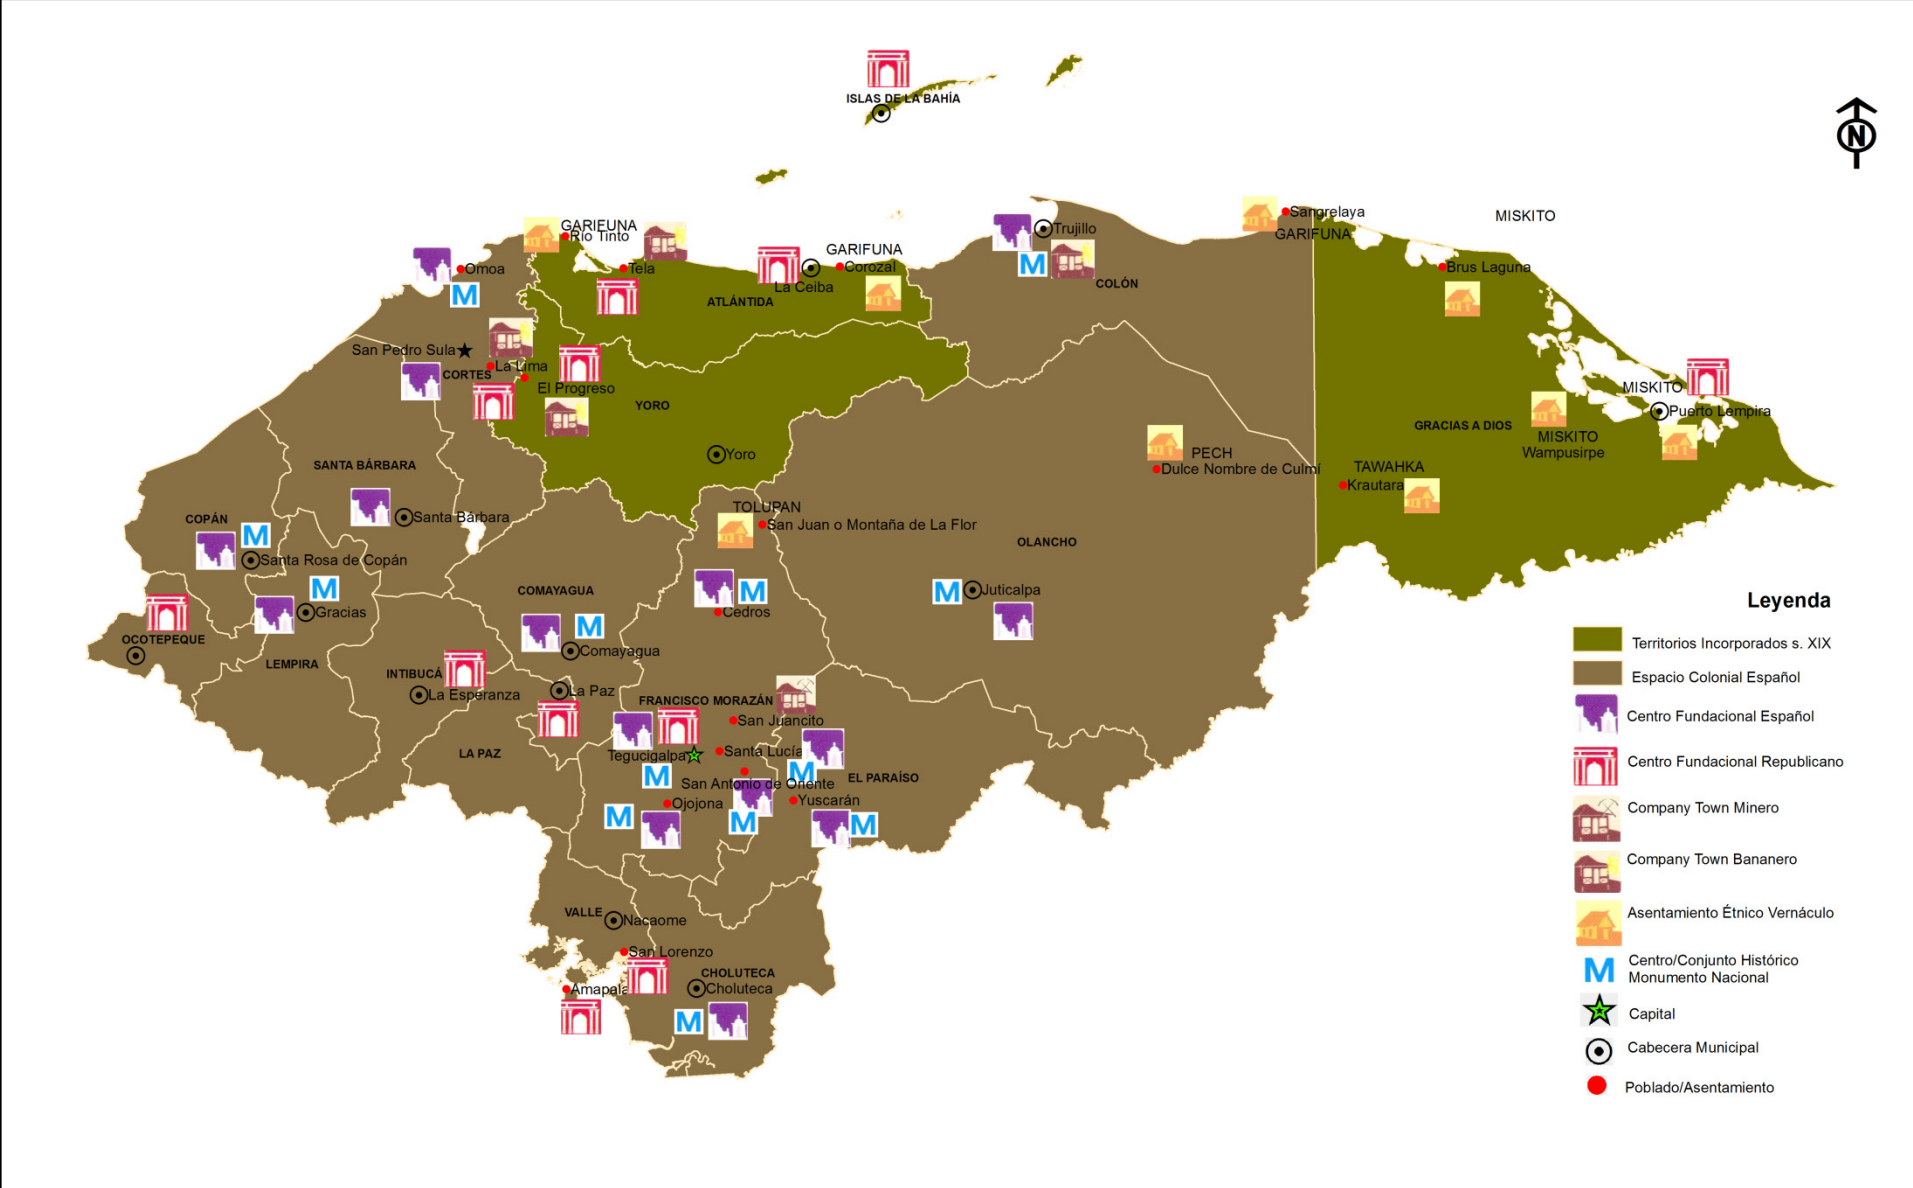 ISLAS DE LA BAHÍA
N
GARIFUNA
Río Tinto
Omoa
Tela
GARIFUNA
Corozal
La Ceiba
ATLÁNTIDA
Trujillo
M
M
COLÓN
Sangrelaya
GARIFUNA
MISKITO
Brus Laguna
San Pedro Sula
La Lima
CORTES
El Progreso
YORO
Yoro
MISKITO
Puerto Lempira
GRACIAS A DIOS
MISKITO
Wampusirpe
PECH
Dulce Nombre de Culmí
TAWAHKA
Krautara
SANTA BÁRBARA
Santa Bárbara
COPÁN
M
Santa Rosa de Copán
M
Gracias
OCOTEPEQUE
LEMPIRA
TOLUPAN
San Juan o Montaña de La Flor
OLANCHO
M
Juticalpa
COMAYAGUA
M
Comayagua
M
Cedros
INTIBUCÁ
La Esperanza
La Paz
LA PAZ
FRANCISCO MORAZÁN
San Juancito
Tegucigalpa
Santa Lucía
M
M
San Antonio de Oriente
EL PARAÍSO
Ojojona
Yuscarán
M
M
M
VALLE
Nacaome
San Lorenzo
Amapala
CHOLUTECA
Choluteca
M
Leyenda
Territorios Incorporados s. XIX
Espacio Colonial Español
Centro Fundacional Español
Centro Fundacional Republicano
Company Town Minero
Company Town Bananero
Asentamiento Étnico Vernáculo
M
Centro/Conjunto Histórico
Monumento Nacional
Capital
Cabecera Municipal
Poblado/Asentamiento